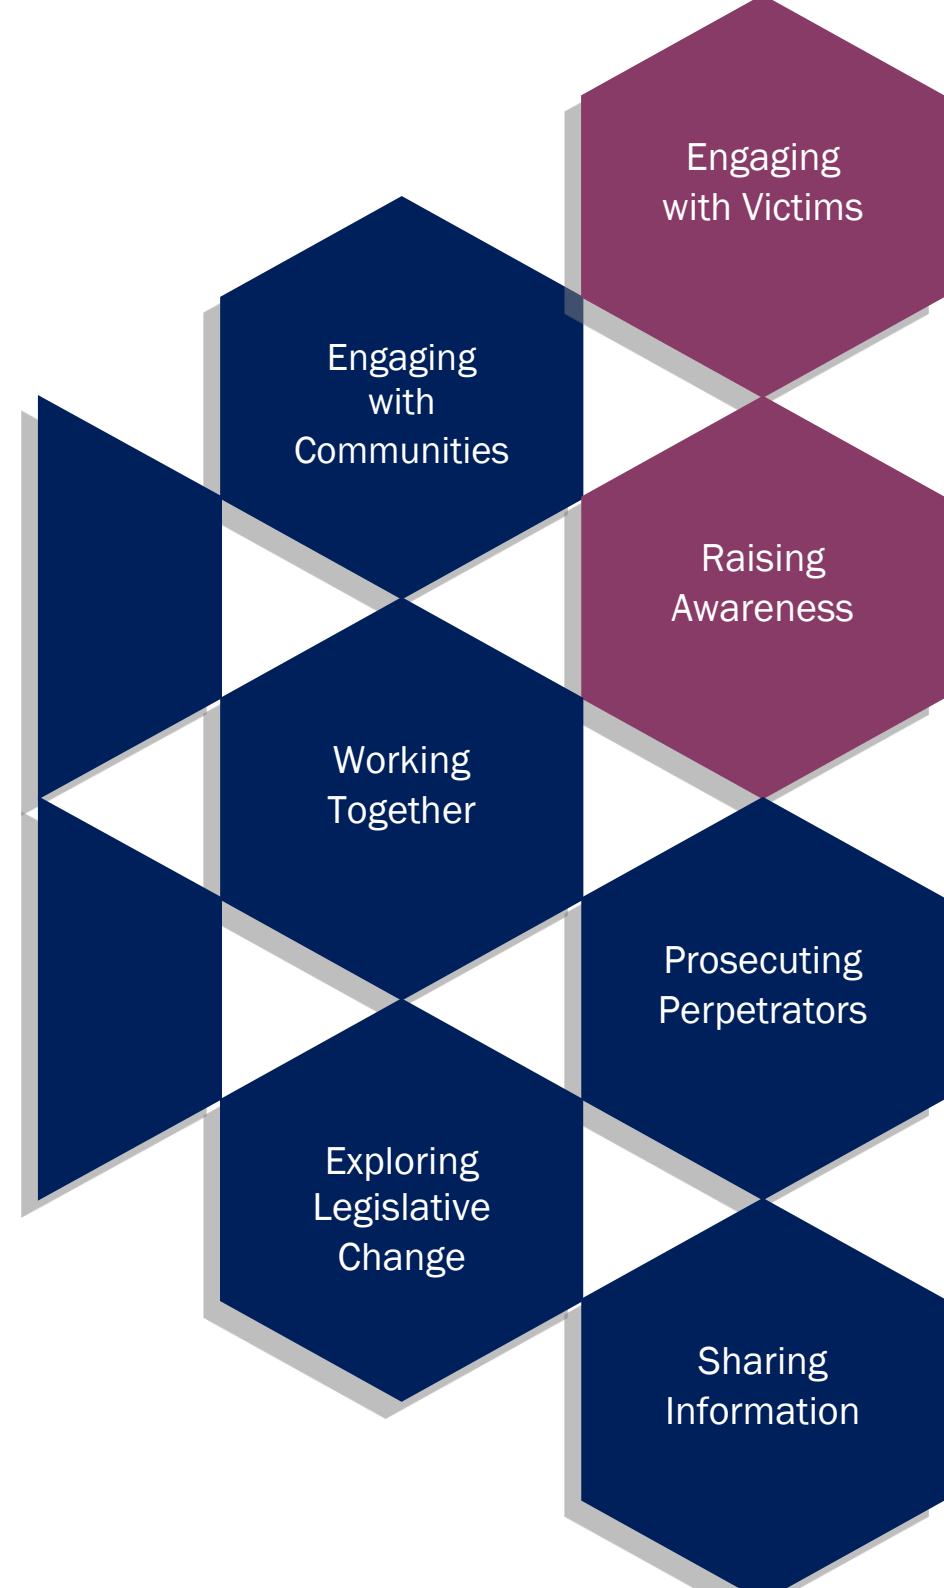 Engaging
with Victims
Engaging
with
Communities
Raising
Awareness
Working
Together
Prosecuting
Perpetrators
Exploring
Legislative
Change
Sharing
Information